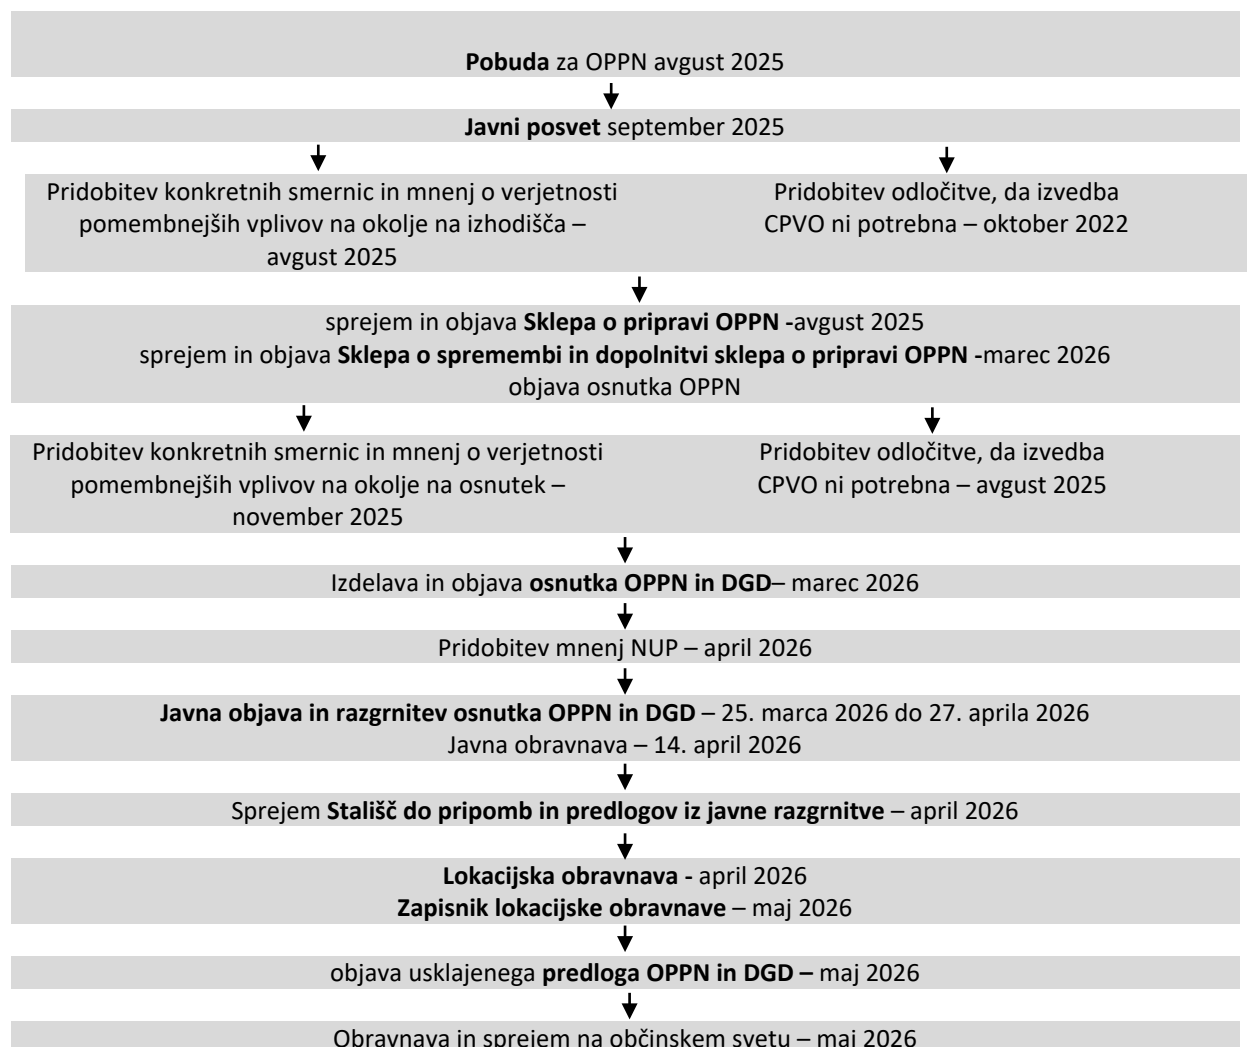 Pobuda za OPPN avgust 2025
Javni posvet september 2025
Pridobitev konkretnih smernic in mnenj o verjetnosti
pomembnejših vplivov na okolje na izhodišča –
avgust 2025
Pridobitev odločitve, da izvedba
CPVO ni potrebna – oktober 2022
sprejem in objava Sklepa o pripravi OPPN -avgust 2025
sprejem in objava Sklepa o spremembi in dopolnitvi sklepa o pripravi OPPN -marec 2026
objava osnutka OPPN
Pridobitev konkretnih smernic in mnenj o verjetnosti
pomembnejših vplivov na okolje na osnutek –
november 2025
Pridobitev odločitve, da izvedba
CPVO ni potrebna – avgust 2025
Izdelava in objava osnutka OPPN in DGD– marec 2026
Pridobitev mnenj NUP – april 2026
Javna objava in razgrnitev osnutka OPPN in DGD – 25. marca 2026 do 27. aprila 2026
Javna obravnava – 14. april 2026
Sprejem Stališč do pripomb in predlogov iz javne razgrnitve – april 2026
Lokacijska obravnava - april 2026
Zapisnik lokacijske obravnave – maj 2026
objava usklajenega predloga OPPN in DGD – maj 2026
Obravnava in sprejem na občinskem svetu – maj 2026